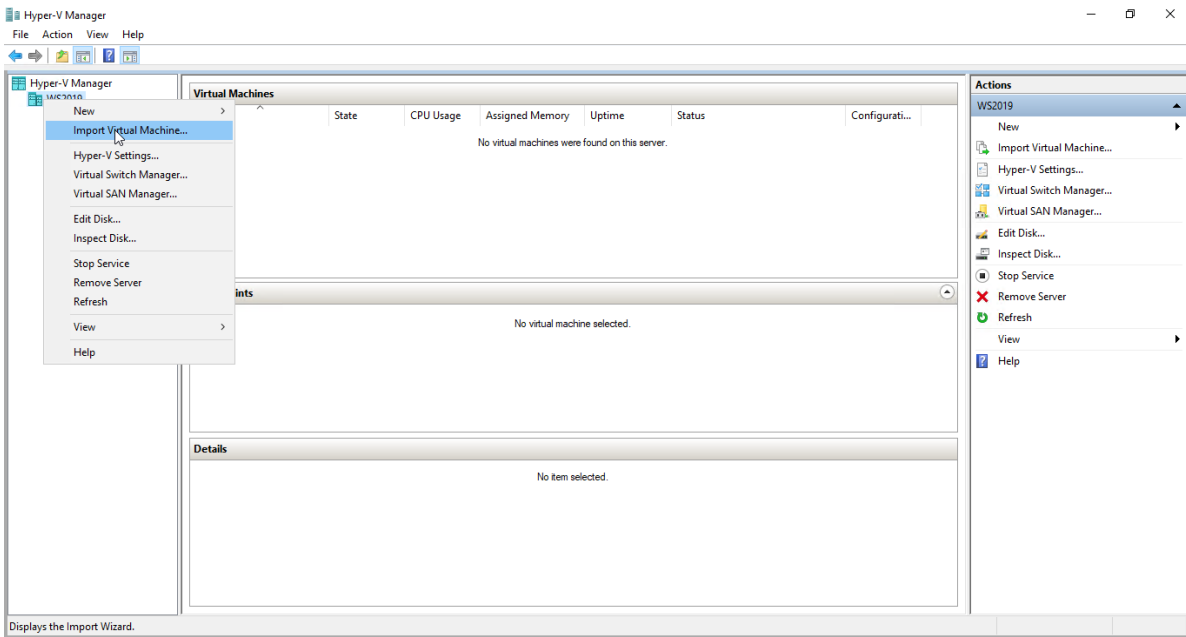 Hyper-V Manager
File Action View Help
Hyper-V Manager
WS2019
New
Import Virtual Machine...
Hyper-V Settings...
Virtual Switch Manager...
Virtual SAN Manager...
Edit Disk...
Inspect Disk...
Stop Service
Remove Server
Refresh
View
Help
Virtual Machines
State CPU Usage Assigned Memory Uptime Status Configurati...
No virtual machines were found on this server.
ints
No virtual machine selected.
Details
No item selected.
Actions
WS2019
New
Import Virtual Machine...
Hyper-V Settings...
Virtual Switch Manager...
Virtual SAN Manager...
Edit Disk...
Inspect Disk...
Stop Service
Remove Server
Refresh
View
Help
Displays the Import Wizard.